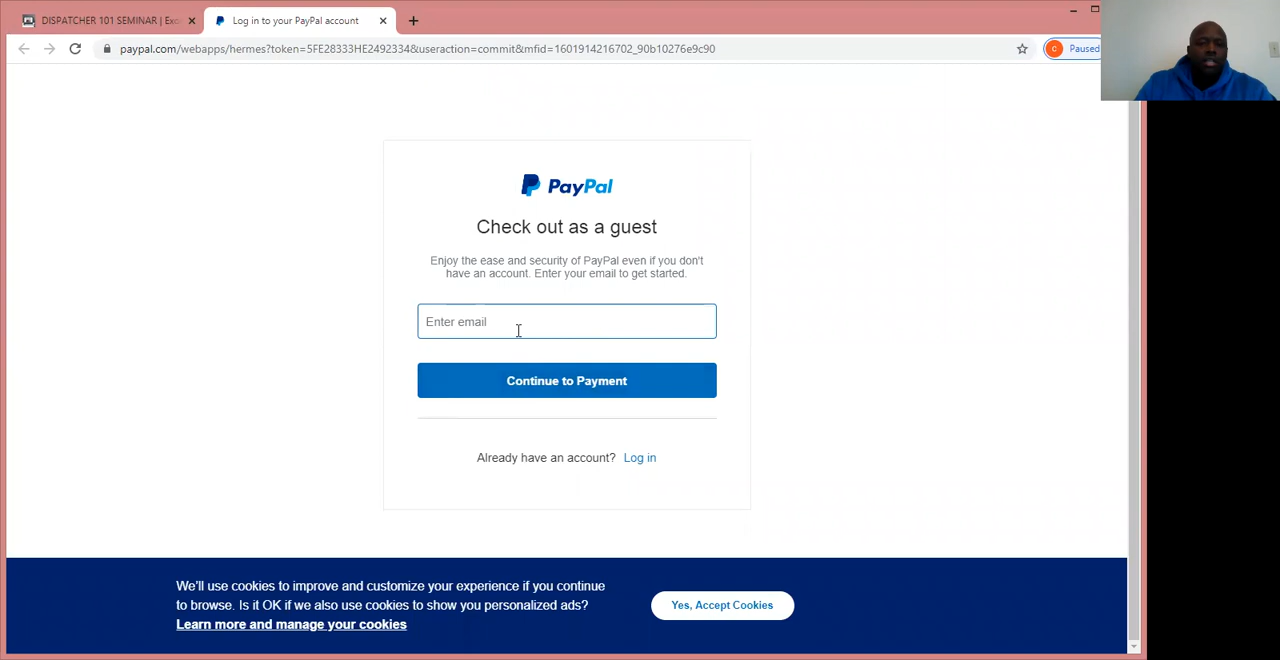 DISPATCHER 101 SEMINAR | Exo
Log in to your PayPal account
paypal.com/webapps/hermes?token=5FE28333HE2492334&useraction=commit&mfid=1601914216702_90b10276e9c90
c
Paused
PayPal
Check out as a guest
Enjoy the ease and security of PayPal even if you don't
have an account. Enter your email to get started.
Enter email
Continue to Payment
Already have an account? Log in
We'll use cookies to improve and customize your experience if you continue
to browse. Is it OK if we also use cookies to show you personalized ads?
Learn more and manage your cookies
Yes, Accept Cookies